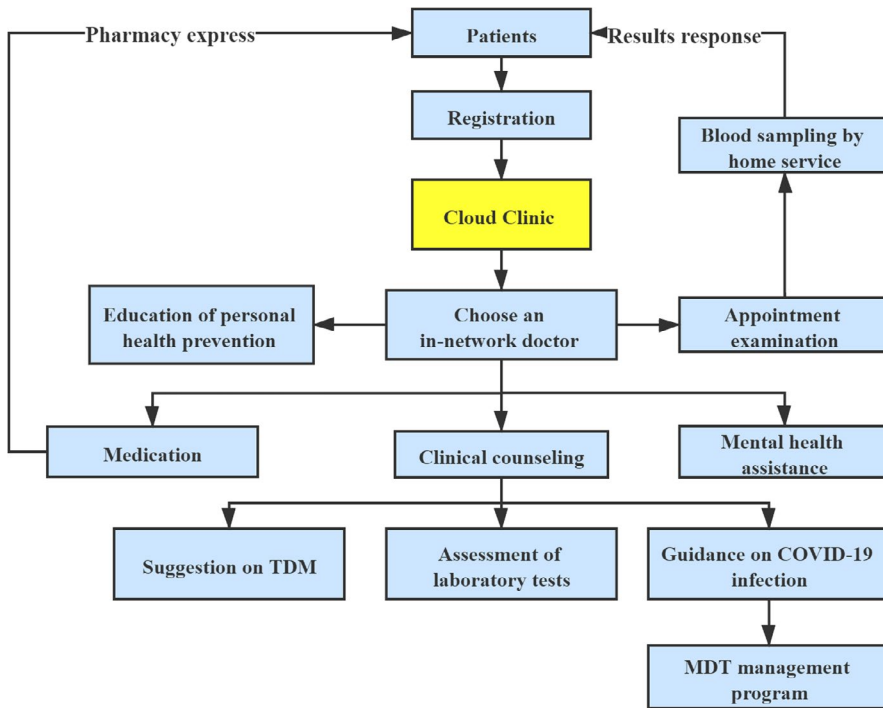 Pharmacy express
Patients
Results response
Registration
Blood sampling by
home service
Cloud Clinic
Education of personal
health prevention
Choose an
in-network doctor
Appointment
examination
Medication
Clinical counseling
Mental health
assistance
Suggestion on TDM
Assessment of
laboratory tests
Guidance on COVID-19
infection
MDT management
program